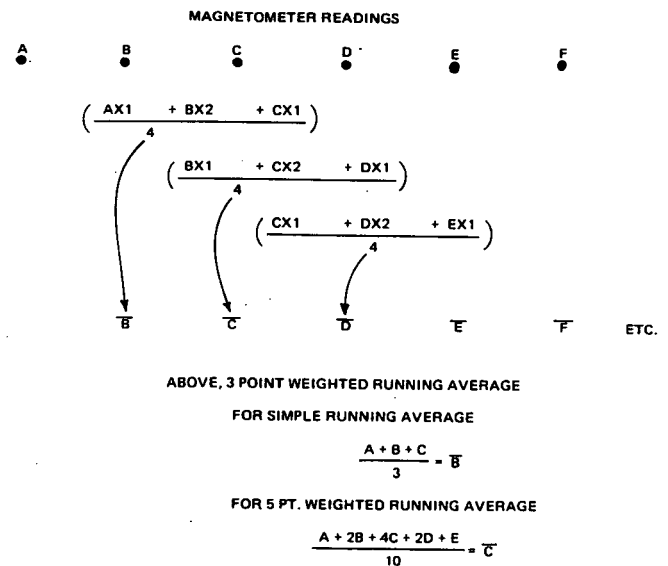 MAGNETOMETER READINGS
A B C D E F
( AX1 + BX2 + CX1 )
4
( BX1 + CX2 + DX1 )
4
( CX1 + DX2 + EX1 )
4
B̅ C̅ D̅ E̅ F̅ ETC.
ABOVE, 3 POINT WEIGHTED RUNNING AVERAGE
FOR SIMPLE RUNNING AVERAGE
A + B + C = B̅
3
FOR 5 PT. WEIGHTED RUNNING AVERAGE
A + 2B + 4C + 2D + E = C̅
10